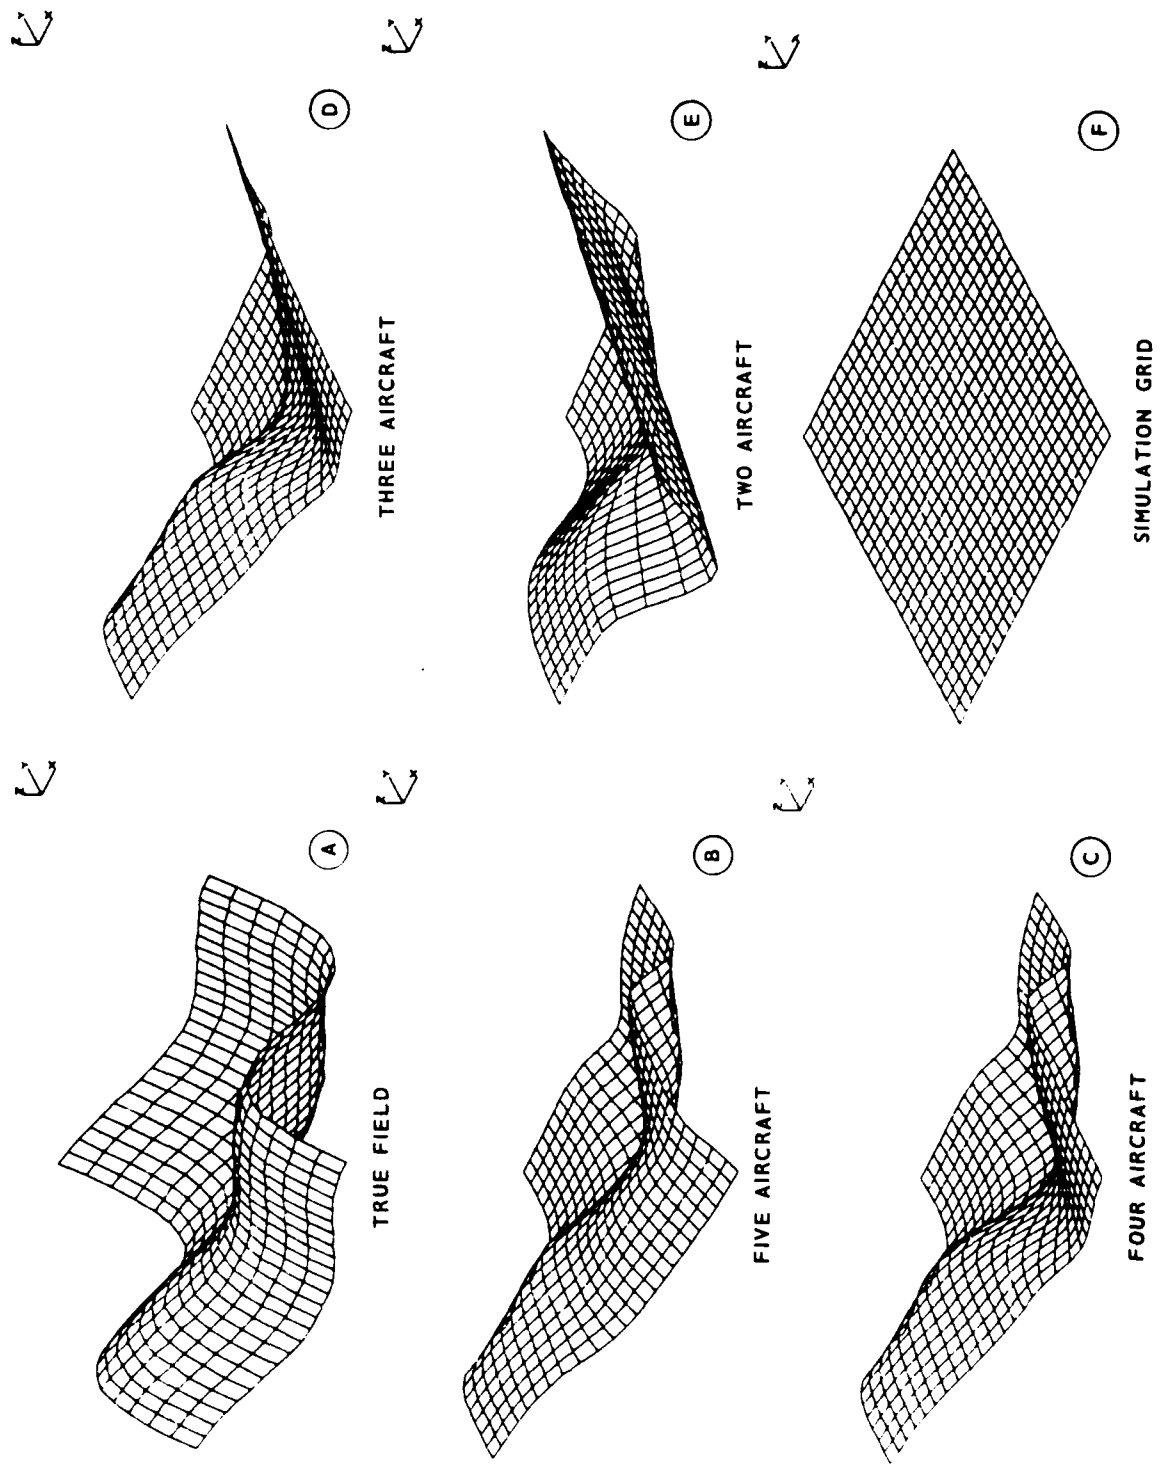 Z Y X
A
TRUE FIELD
Z Y X
B
FIVE AIRCRAFT
Z Y X
C
FOUR AIRCRAFT
Z Y X
D
THREE AIRCRAFT
Z Y X
E
TWO AIRCRAFT
Z Y
F
SIMULATION GRID